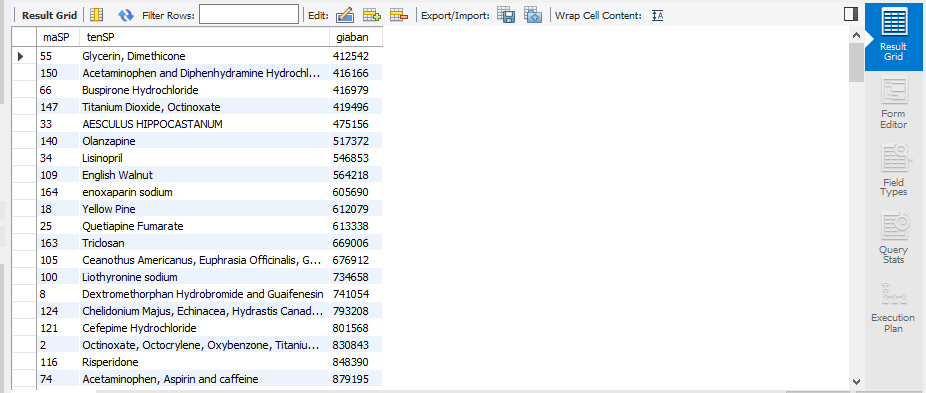 Result Grid Filter Rows: Edit: Export/Import: Wrap Cell Content: IA
maSP tenSP giaban
55 Glycerin, Dimethicone 412542
150 Acetaminophen and Diphenhydramine Hydrochl... 416166
66 Buspirone Hydrochloride 416979
147 Titanium Dioxide, Octinoxate 419496
33 AESCULUS HIPPOCASTANUM 475156
140 Olanzapine 517372
34 Lisinopril 546853
109 English Walnut 564218
164 enoxaparin sodium 605690
18 Yellow Pine 612079
25 Quetiapine Fumarate 613338
163 Triclosan 669006
105 Ceanothus Americanus, Euphrasia Officinalis, G... 676912
100 Liothyronine sodium 734658
8 Dextromethorphan Hydrobromide and Guaifenesin 741054
124 Chelidonium Majus, Echinacea, Hydrastis Canad... 793208
121 Cefepime Hydrochloride 801568
2 Octinoxate, Octocrylene, Oxybenzone, Titaniu... 830843
116 Risperidone 848390
74 Acetaminophen, Aspirin and caffeine 879195
Result
Grid
Form
Editor
Field
Types
Query
Stats
Execution
Plan